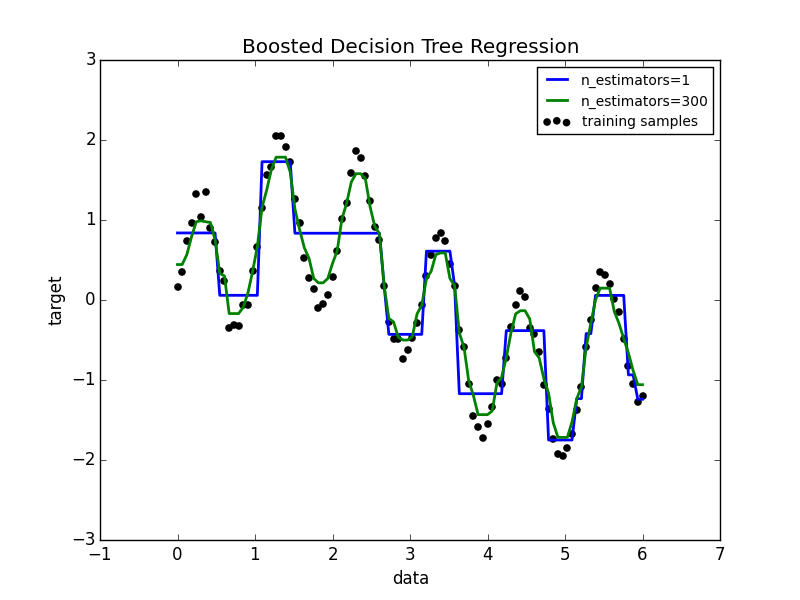 Boosted Decision Tree Regression
n_estimators=1
n_estimators=300
training samples
3
2
1
0
−1
−2
−3
target
−1 0 1 2 3 4 5 6 7
data